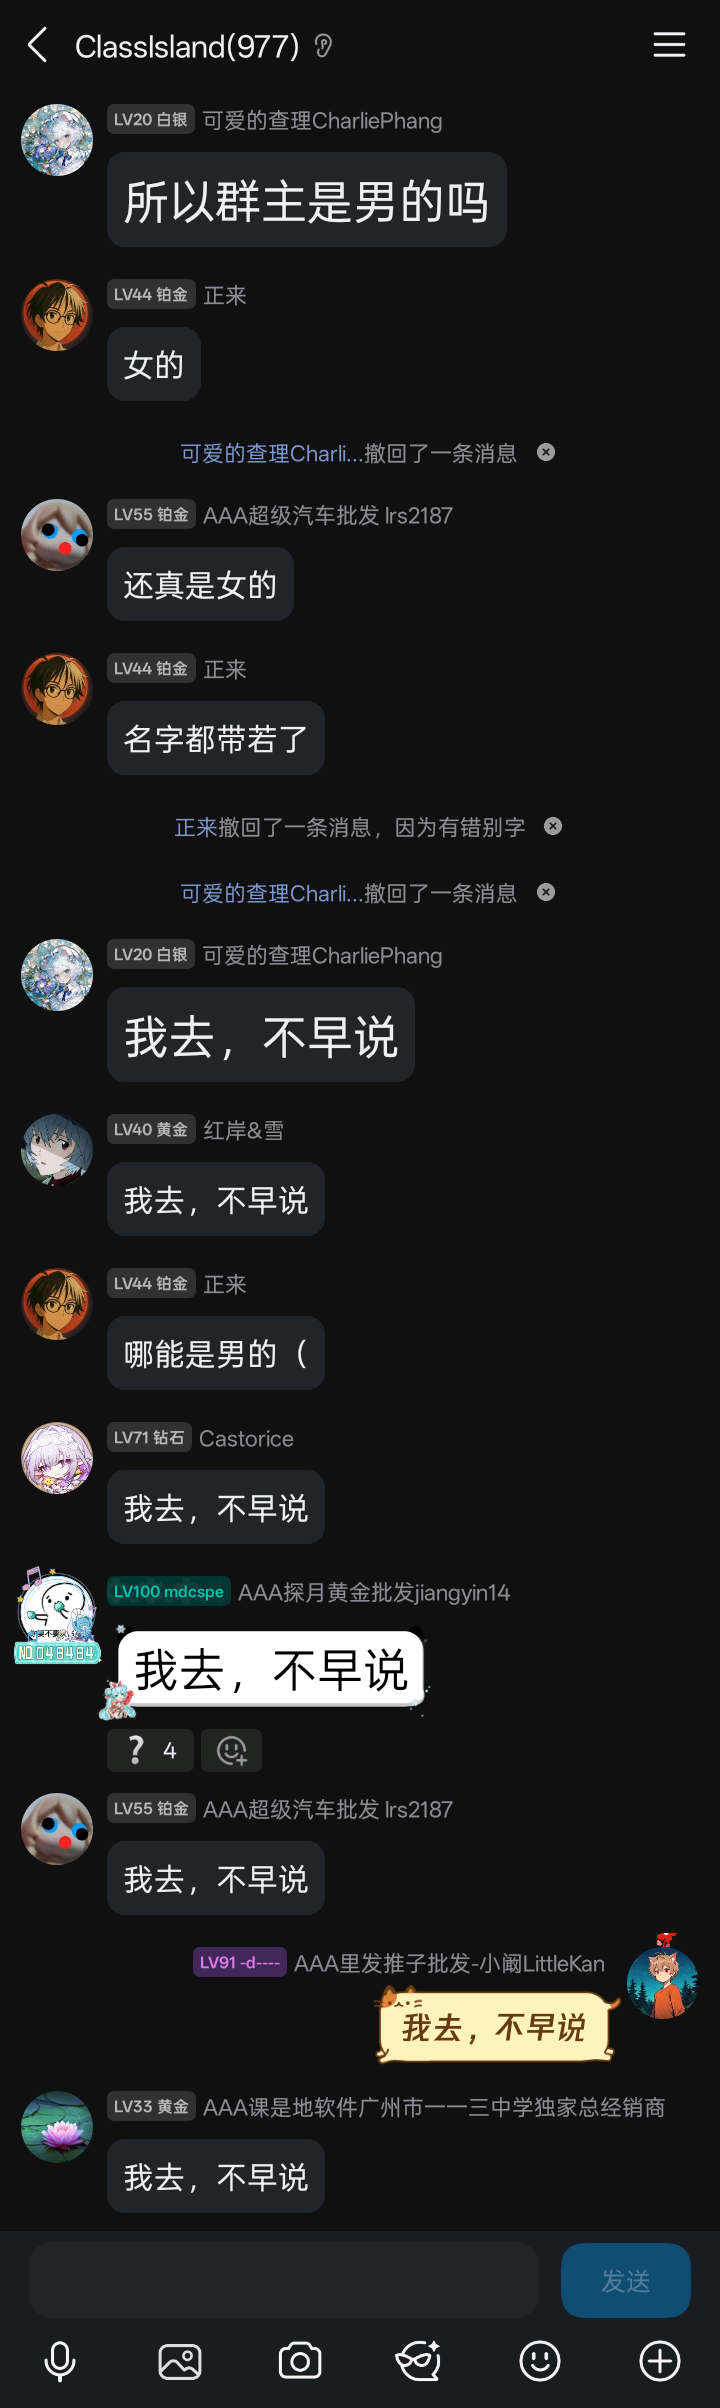 ClassIsland(977)
LV20 白银 可爱的查理CharliePhang
所以群主是男的吗
LV44 铂金 正来
女的
可爱的查理Charli...撤回了一条消息
LV55 铂金 AAA超级汽车批发 lrs2187
还真是女的
LV44 铂金 正来
名字都带若了
正来撤回了一条消息，因为有错别字
可爱的查理Charli...撤回了一条消息
LV20 白银 可爱的查理CharliePhang
我去，不早说
LV40 黄金 红岸&雪
我去，不早说
LV44 铂金 正来
哪能是男的（
LV71 钻石 Castorice
我去，不早说
LV100 mdcspe AAA探月黄金批发jiangyin14
NO.048484
我去，不早说
? 4
LV55 铂金 AAA超级汽车批发 lrs2187
我去，不早说
LV91 -d---- AAA里发推子批发-小阚LittleKan
我去，不早说
LV33 黄金 AAA课是地软件广州市一一三中学独家总经销商
我去，不早说
发送